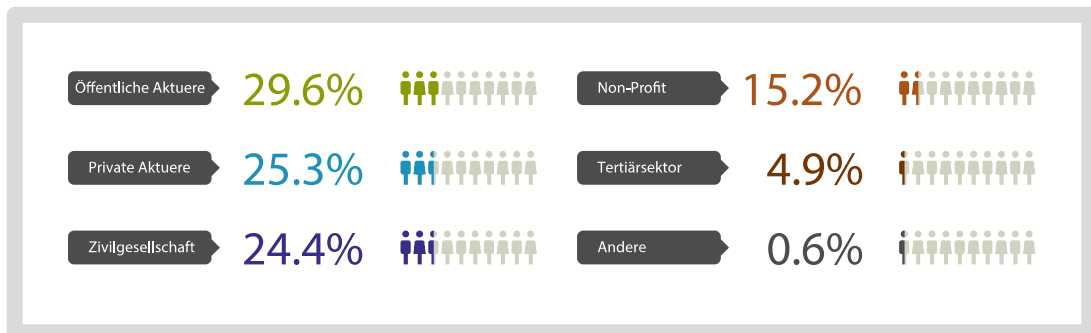 Öffentliche Aktuere 29.6%
Private Aktuere 25.3%
Zivilgesellschaft 24.4%
Non-Profit 15.2%
Tertiärsektor 4.9%
Andere 0.6%